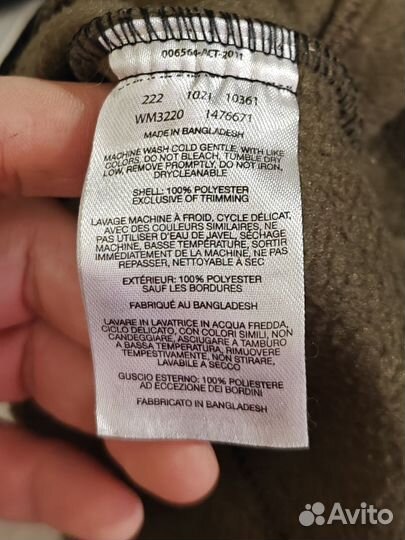 006564-ACT-2011
222 1021 10361
WM3220 1476671
MADE IN BANGLADESH
MACHINE WASH COLD GENTLE, WITH LIKE
COLORS, DO NOT BLEACH, TUMBLE DRY
LOW, REMOVE PROMPTLY, DO NOT IRON,
DRYCLEANABLE
SHELL: 100% POLYESTER
EXCLUSIVE OF TRIMMING
LAVAGE MACHINE À FROID, CYCLE DÉLICAT,
AVEC DES COULEURS SIMILAIRES, NE
PAS UTILISER D'EAU DE JAVEL, SÉCHAGE
MACHINE, BASSE TEMPÉRATURE, SORTIR
IMMÉDIATEMENT DE LA MACHINE, NE PAS
REPASSER, NETTOYABLE A SEC
EXTÉRIEUR: 100% POLYESTER
SAUF LES BORDURES
FABRIQUÉ AU BANGLADESH
LAVARE IN LAVATRICE IN ACQUA FREDDA,
CICLO DELICATO, CON COLORI SIMILI, NON
CANDEGGIARE, ASCIUGARE A TAMBURO
A BASSA TEMPERATURA, RIMUOVERE
TEMPESTIVAMENTE, NON STIRARE,
LAVABILE A SECCO
GUSCIO ESTERNO: 100% POLIESTERE
AD ECCEZIONE DEI BORDINI
FABBRICATO IN BANGLADESH
Avito